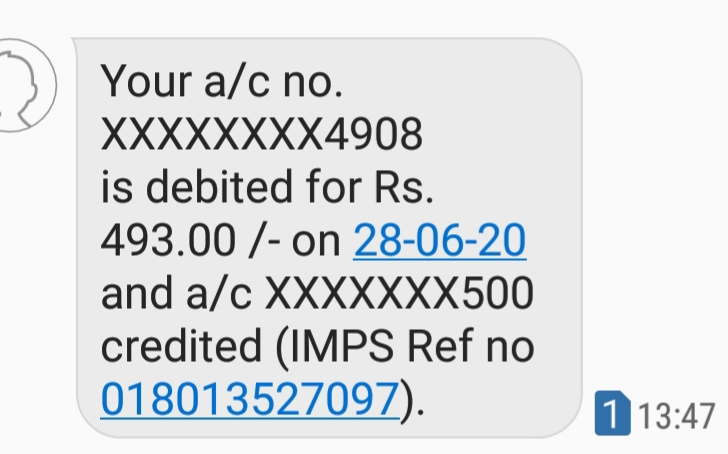 Your a/c no.
XXXXXXXX4908
is debited for Rs.
493.00 /- on 28-06-20
and a/c XXXXXXX500
credited (IMPS Ref no
018013527097).
1 13:47